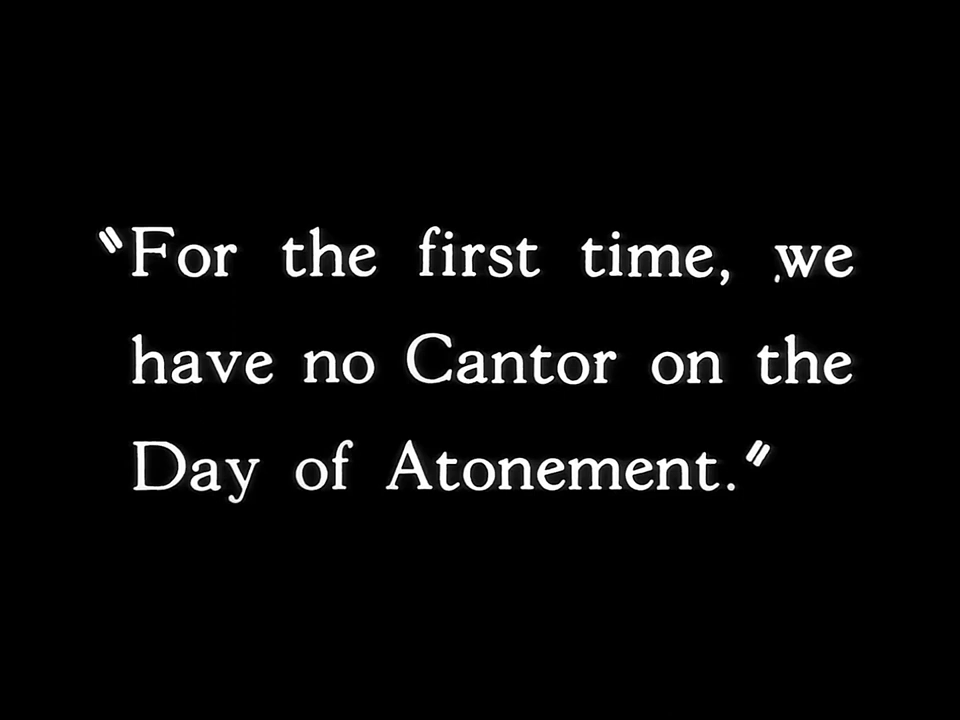 "For the first time, we
have no Cantor on the
Day of Atonement."